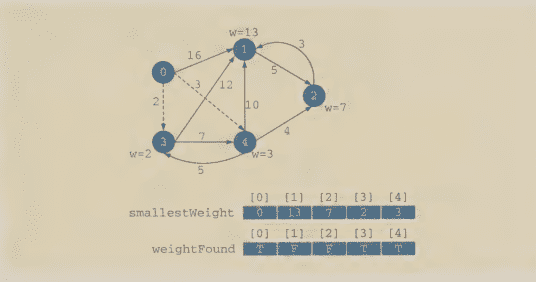 w=13
16
1
3
0
3
5
12
2
10
2
w=7
7
4
3
4
w=2
w=3
5
[0] [1] [2] [3] [4]
smallestWeight 0 13 7 2 3
[0] [1] [2] [3] [4]
weightFound T F F T T